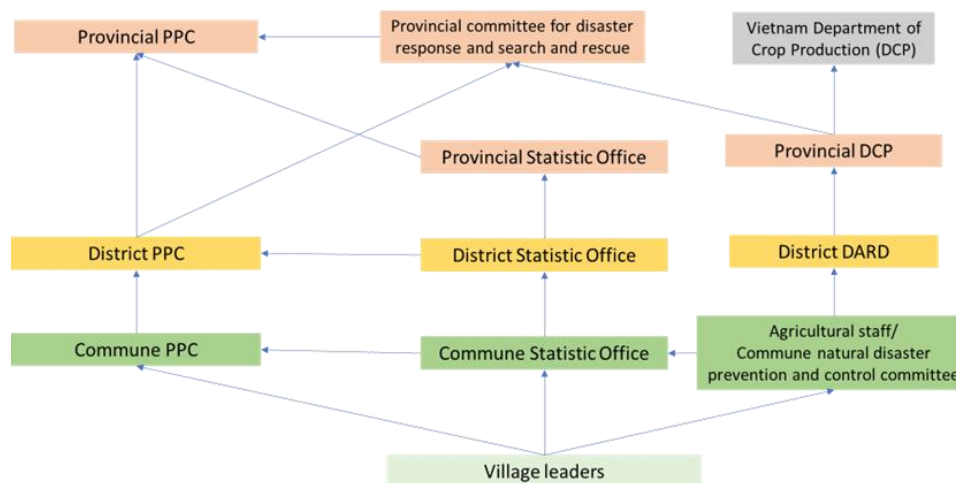 Provincial PPC
Provincial committee for disaster
response and search and rescue
Vietnam Department of
Crop Production (DCP)
Provincial Statistic Office
Provincial DCP
District PPC
District Statistic Office
District DARD
Commune PPC
Commune Statistic Office
Agricultural staff/
Commune natural disaster
prevention and control committee
Village leaders